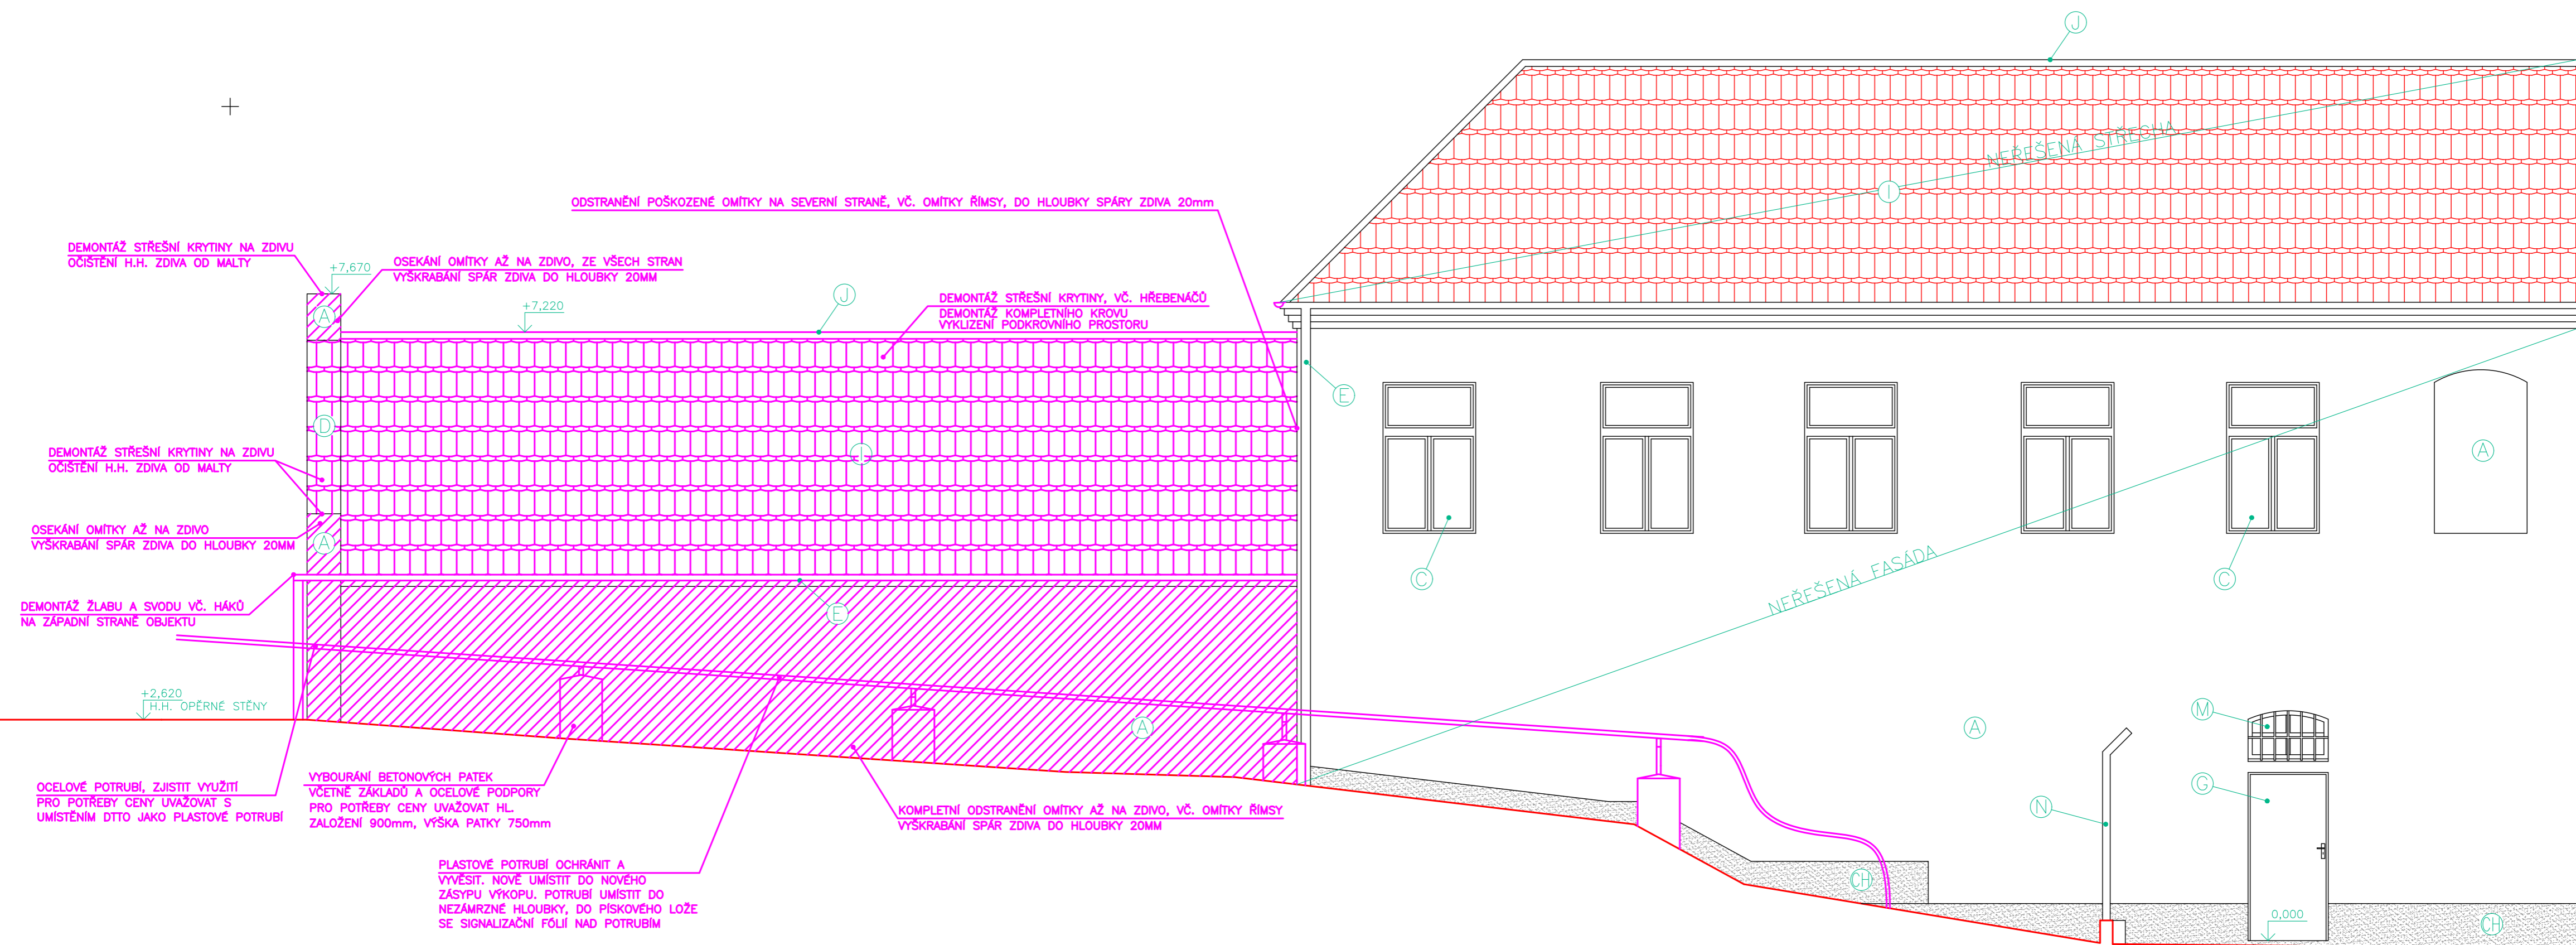 J
NEŘEŠENÁ STŘECHA
I
ODSTRANĚNÍ POŠKOZENÉ OMÍTKY NA SEVERNÍ STRANĚ, VČ. OMÍTKY ŘÍMSY, DO HLOUBKY SPÁRY ZDIVA 20mm
DEMONTÁŽ STŘEŠNÍ KRYTINY NA ZDIVU
OČIŠTĚNÍ H.H. ZDIVA OD MALTY
+7,670
OSEKÁNÍ OMÍTKY AŽ NA ZDIVO, ZE VŠECH STRAN
VYŠKRABÁNÍ SPÁR ZDIVA DO HLOUBKY 20MM
A
+7,220
J
DEMONTÁŽ STŘEŠNÍ KRYTINY, VČ. HŘEBENÁČŮ
DEMONTÁŽ KOMPLETNÍHO KROVU
VYKLIZENÍ PODKROVNÍHO PROSTORU
E
D
I
A
DEMONTÁŽ STŘEŠNÍ KRYTINY NA ZDIVU
OČIŠTĚNÍ H.H. ZDIVA OD MALTY
OSEKÁNÍ OMÍTKY AŽ NA ZDIVO
VYŠKRABÁNÍ SPÁR ZDIVA DO HLOUBKY 20MM
A
C
C
NEŘEŠENÁ FASÁDA
DEMONTÁŽ ŽLABU A SVODU VČ. HÁKŮ
NA ZÁPADNÍ STRANĚ OBJEKTU
E
+2,620
H.H. OPĚRNÉ STĚNY
A
A
M
G
N
OCELOVÉ POTRUBÍ, ZJISTIT VYUŽITÍ
PRO POTŘEBY CENY UVAŽOVAT S
UMÍSTĚNÍM DTTO JAKO PLASTOVÉ POTRUBÍ
VYBOURÁNÍ BETONOVÝCH PATEK
VČETNĚ ZÁKLADŮ A OCELOVÉ PODPORY
PRO POTŘEBY CENY UVAŽOVAT HL.
ZALOŽENÍ 900mm, VÝŠKA PATKY 750mm
KOMPLETNÍ ODSTRANĚNÍ OMÍTKY AŽ NA ZDIVO, VČ. OMÍTKY ŘÍMSY
VYŠKRABÁNÍ SPÁR ZDIVA DO HLOUBKY 20MM
PLASTOVÉ POTRUBÍ OCHRÁNIT A
VYVĚSIT. NOVĚ UMÍSTIT DO NOVÉHO
ZÁSYPU VÝKOPU. POTRUBÍ UMÍSTIT DO
NEZÁMRZNÉ HLOUBKY, DO PÍSKOVÉHO LOŽE
SE SIGNALIZAČNÍ FÓLIÍ NAD POTRUBÍM
CH
0,000
CH